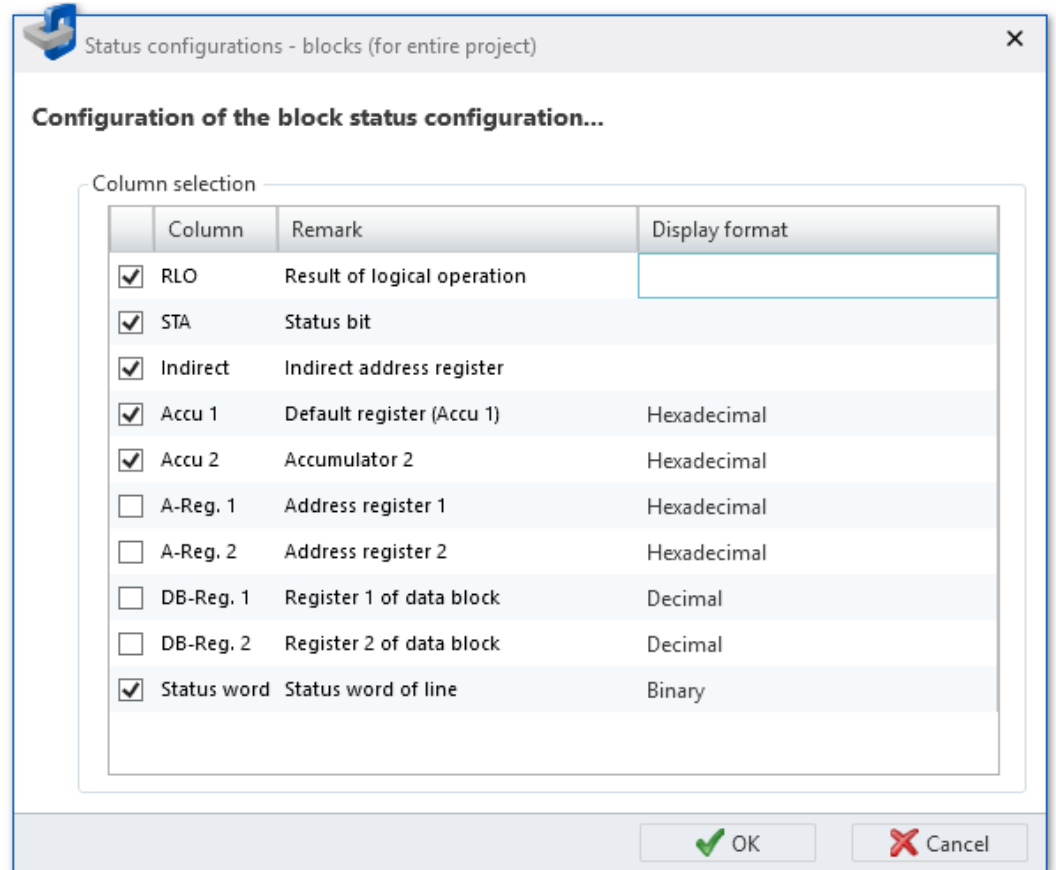 Status configurations - blocks (for entire project)
Configuration of the block status configuration...
Column selection
Column Remark Display format
RLO Result of logical operation
STA Status bit
Indirect Indirect address register
Accu 1 Default register (Accu 1) Hexadecimal
Accu 2 Accumulator 2 Hexadecimal
A-Reg. 1 Address register 1 Hexadecimal
A-Reg. 2 Address register 2 Hexadecimal
DB-Reg. 1 Register 1 of data block Decimal
DB-Reg. 2 Register 2 of data block Decimal
Status word Status word of line Binary
OK Cancel